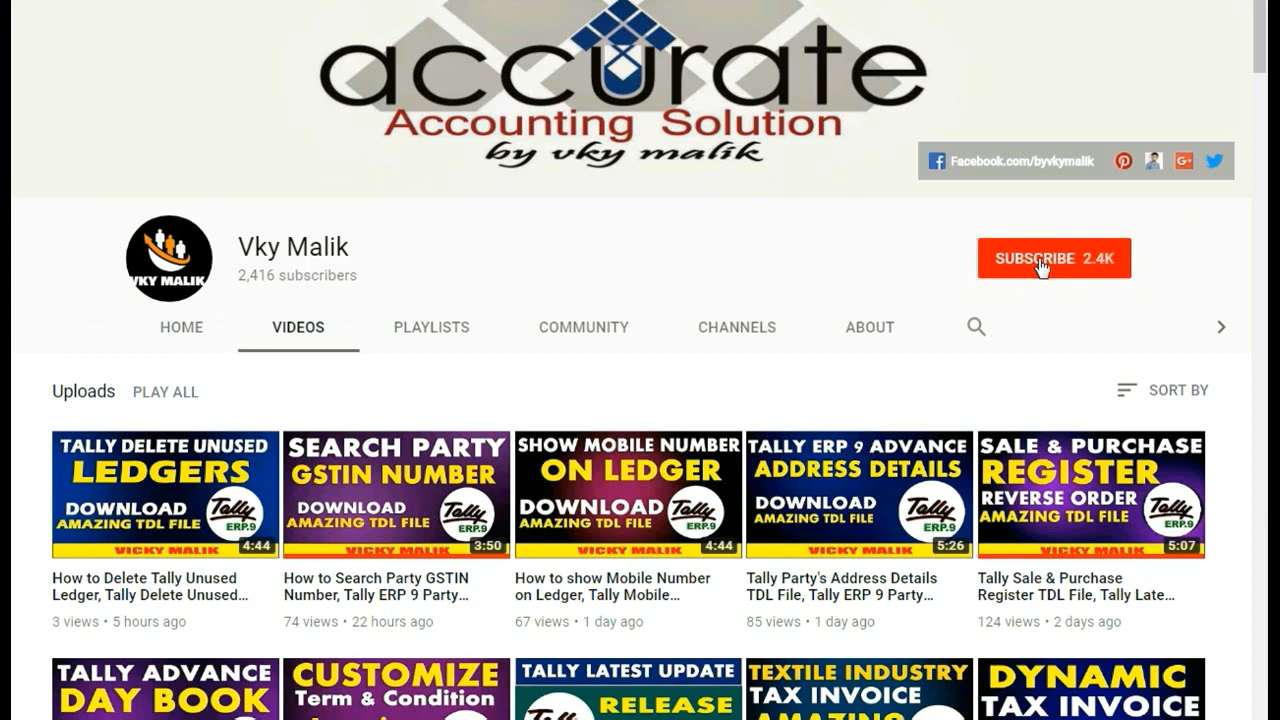 accurate
Accounting Solution
by vky malik
Facebook.com/byvkymalik
G+
VKY MALIK
Vky Malik
2,416 subscribers
SUBSCRIBE 2.4K
HOME VIDEOS PLAYLISTS COMMUNITY CHANNELS ABOUT
Uploads PLAY ALL
SORT BY
TALLY DELETE UNUSED
LEDGERS
DOWNLOAD
AMAZING TDL FILE
Tally
ERP.9
VICKY MALIK
4:44
SEARCH PARTY
GSTIN NUMBER
DOWNLOAD
AMAZING TDL FILE
Tally
ERP.9
VICKY MALIK
3:50
SHOW MOBILE NUMBER
ON LEDGER
DOWNLOAD
AMAZING TDL FILE
Tally
ERP.9
VICKY MALIK
4:44
TALLY ERP 9 ADVANCE
ADDRESS DETAILS
DOWNLOAD
AMAZING TDL FILE
Tally
ERP.9
VICKY MALIK
5:26
SALE & PURCHASE
REGISTER
REVERSE ORDER
AMAZING TDL FILE
Tally
ERP.9
VICKY MALIK
5:07
How to Delete Tally Unused
Ledger, Tally Delete Unused...
3 views • 5 hours ago
How to Search Party GSTIN
Number, Tally ERP 9 Party...
74 views • 22 hours ago
How to show Mobile Number
on Ledger, Tally Mobile...
67 views • 1 day ago
Tally Party's Address Details
TDL File, Tally ERP 9 Party...
85 views • 1 day ago
Tally Sale & Purchase
Register TDL File, Tally Late...
124 views • 2 days ago
TALLY ADVANCE
DAY BOOK
CUSTOMIZE
Term & Condition
TALLY LATEST UPDATE
RELEASE
TEXTILE INDUSTRY
TAX INVOICE
AMAZING
DYNAMIC
TAX INVOICE